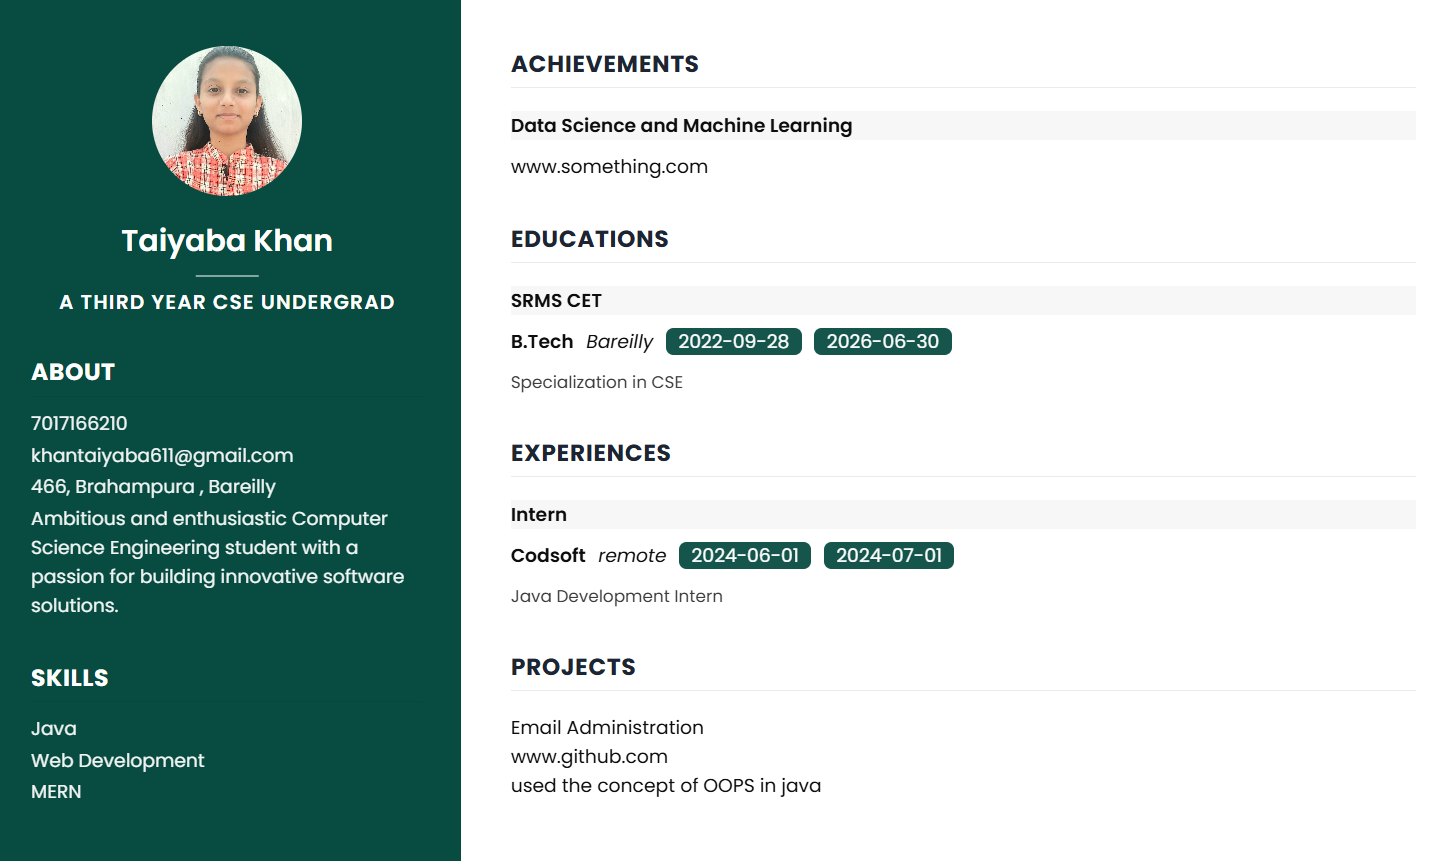 Taiyaba Khan
A THIRD YEAR CSE UNDERGRAD
ABOUT
7017166210
khantaiyaba611@gmail.com
466, Brahampura , Bareilly
Ambitious and enthusiastic Computer
Science Engineering student with a
passion for building innovative software
solutions.
SKILLS
Java
Web Development
MERN
ACHIEVEMENTS
Data Science and Machine Learning
www.something.com
EDUCATIONS
SRMS CET
B.Tech Bareilly 2022-09-28 2026-06-30
Specialization in CSE
EXPERIENCES
Intern
Codsoft remote 2024-06-01 2024-07-01
Java Development Intern
PROJECTS
Email Administration
www.github.com
used the concept of OOPS in java